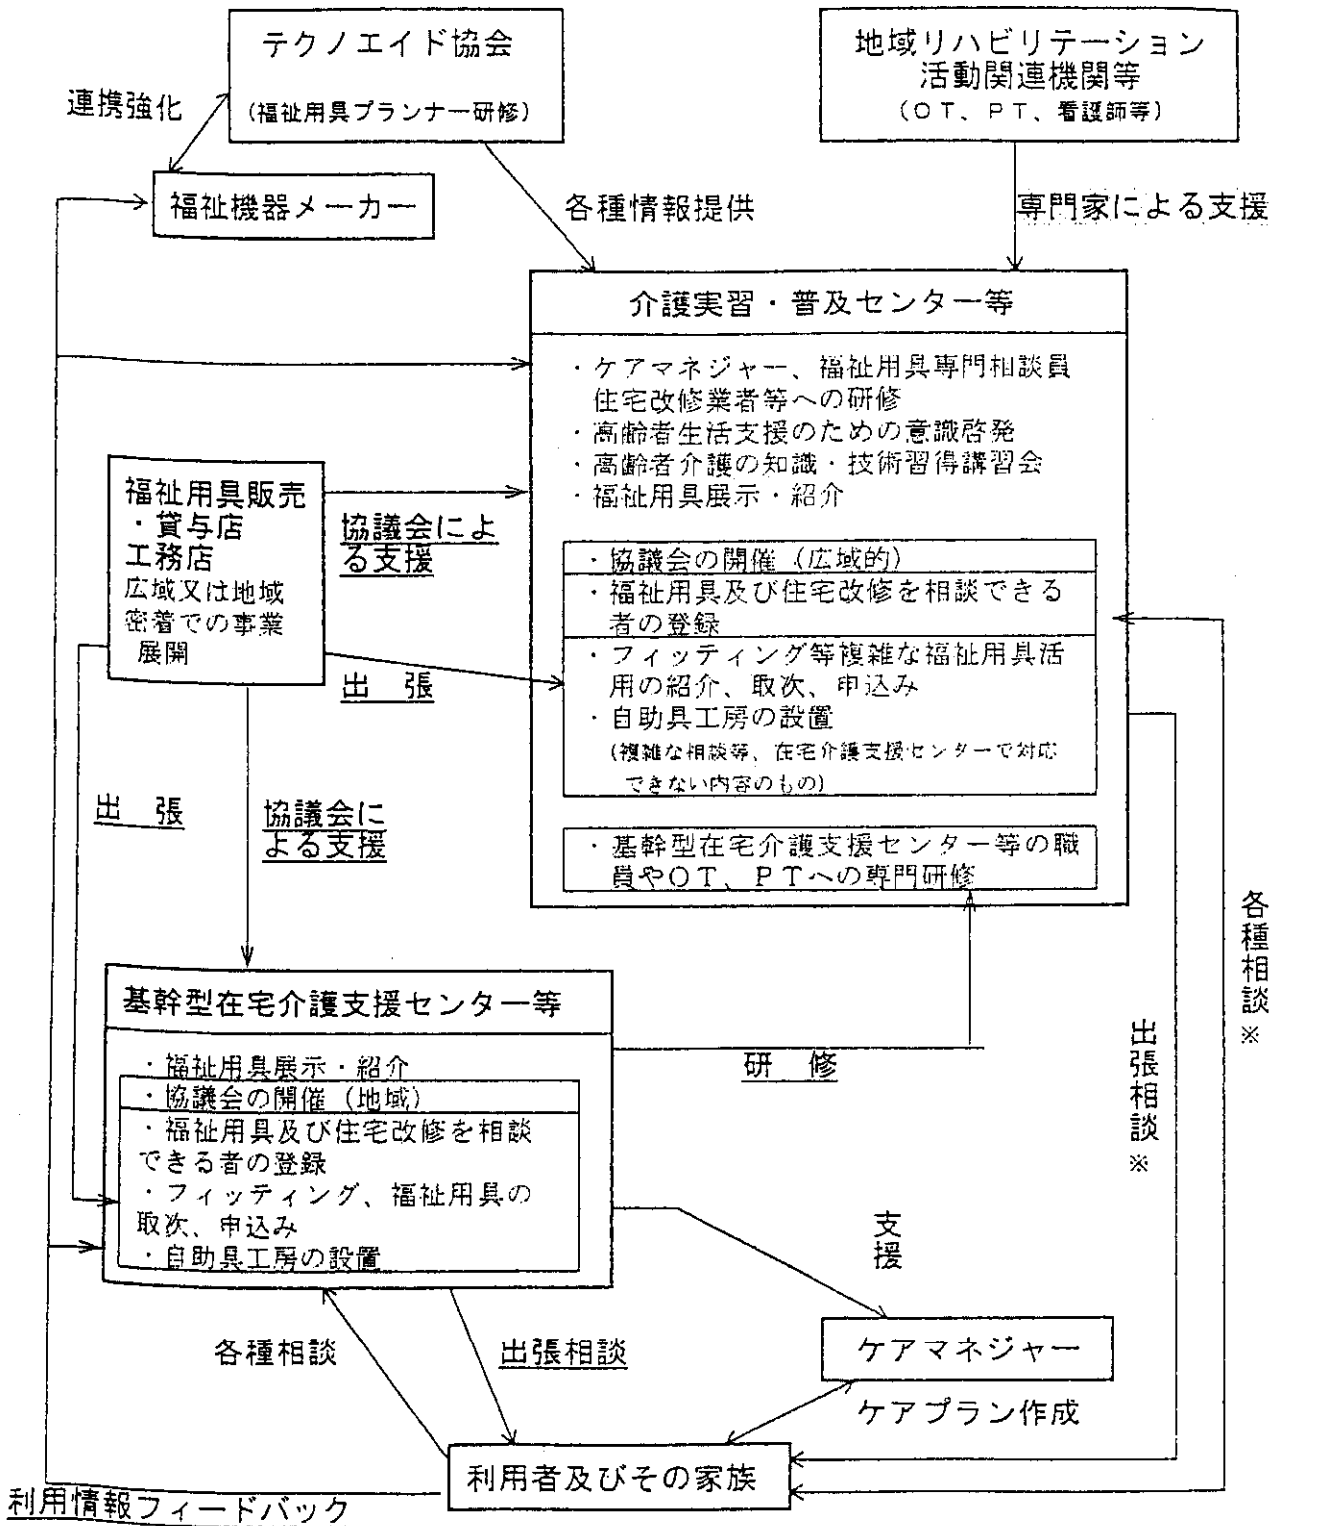 テクノエイド協会
(福祉用具プランナー研修)
地域リハビリテーション
活動関連機関等
(OT、PT、看護師等)
連携強化
福祉機器メーカー
各種情報提供
専門家による支援
介護実習・普及センター等
・ケアマネジャー、福祉用具専門相談員
住宅改修業者等への研修
・高齢者生活支援のための意識啓発
・高齢者介護の知識・技術習得講習会
・福祉用具展示・紹介
・協議会の開催(広域的)
・福祉用具及び住宅改修を相談できる
者の登録
・フィッティング等複雑な福祉用具活
用の紹介、取次、申込み
・自助具工房の設置
(複雑な相談等、在宅介護支援センターで対応
できない内容のもの)
・基幹型在宅介護支援センター等の職
員やOT、PTへの専門研修
福祉用具販売
・貸与店
工務店
広域又は地域
密着での事業
展開
協議会によ
る支援
出 張
出 張
協議会に
よる支援
基幹型在宅介護支援センター等
・福祉用具展示・紹介
・協議会の開催(地域)
・福祉用具及び住宅改修を相談
できる者の登録
・フィッティング、福祉用具の
取次、申込み
・自助具工房の設置
研 修
各種相談※
出張相談※
支援
ケアマネジャー
ケアプラン作成
各種相談
出張相談
利用者及びその家族
利用情報フィードバック